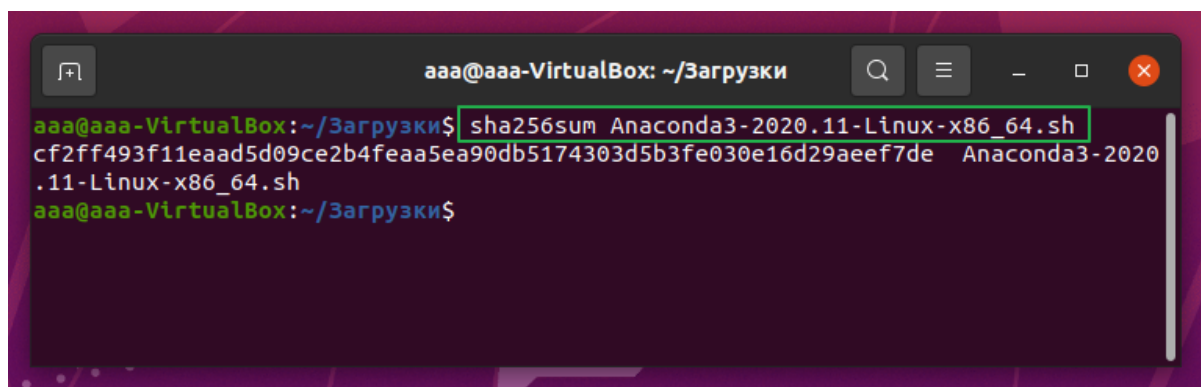 aaa@aaa-VirtualBox: ~/Загрузки
aaa@aaa-VirtualBox:~/Загрузки$ sha256sum Anaconda3-2020.11-Linux-x86_64.sh
cf2ff493f11eaad5d09ce2b4feaa5ea90db5174303d5b3fe030e16d29aeef7de  Anaconda3-2020
.11-Linux-x86_64.sh
aaa@aaa-VirtualBox:~/Загрузки$